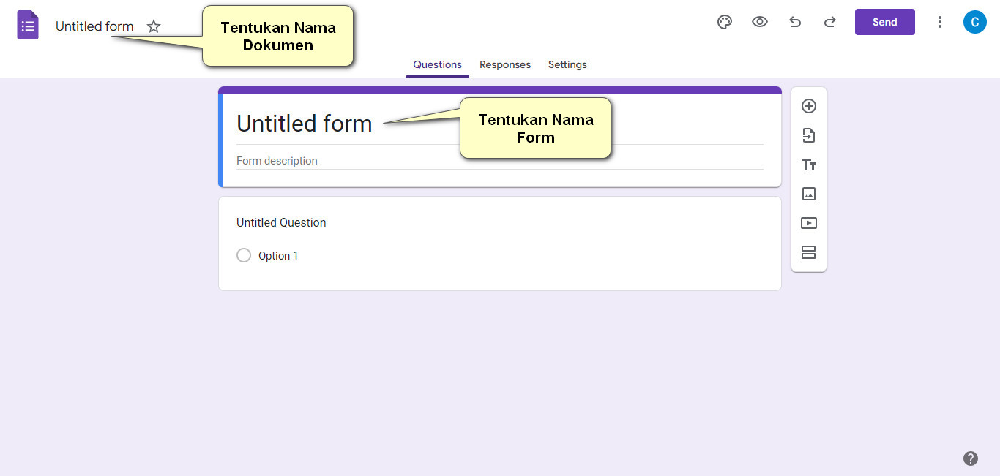 Untitled form
Tentukan Nama
Dokumen
Send
C
Questions
Responses
Settings
Untitled form
Tentukan Nama
Form
Form description
Untitled Question
Option 1
Tт
?